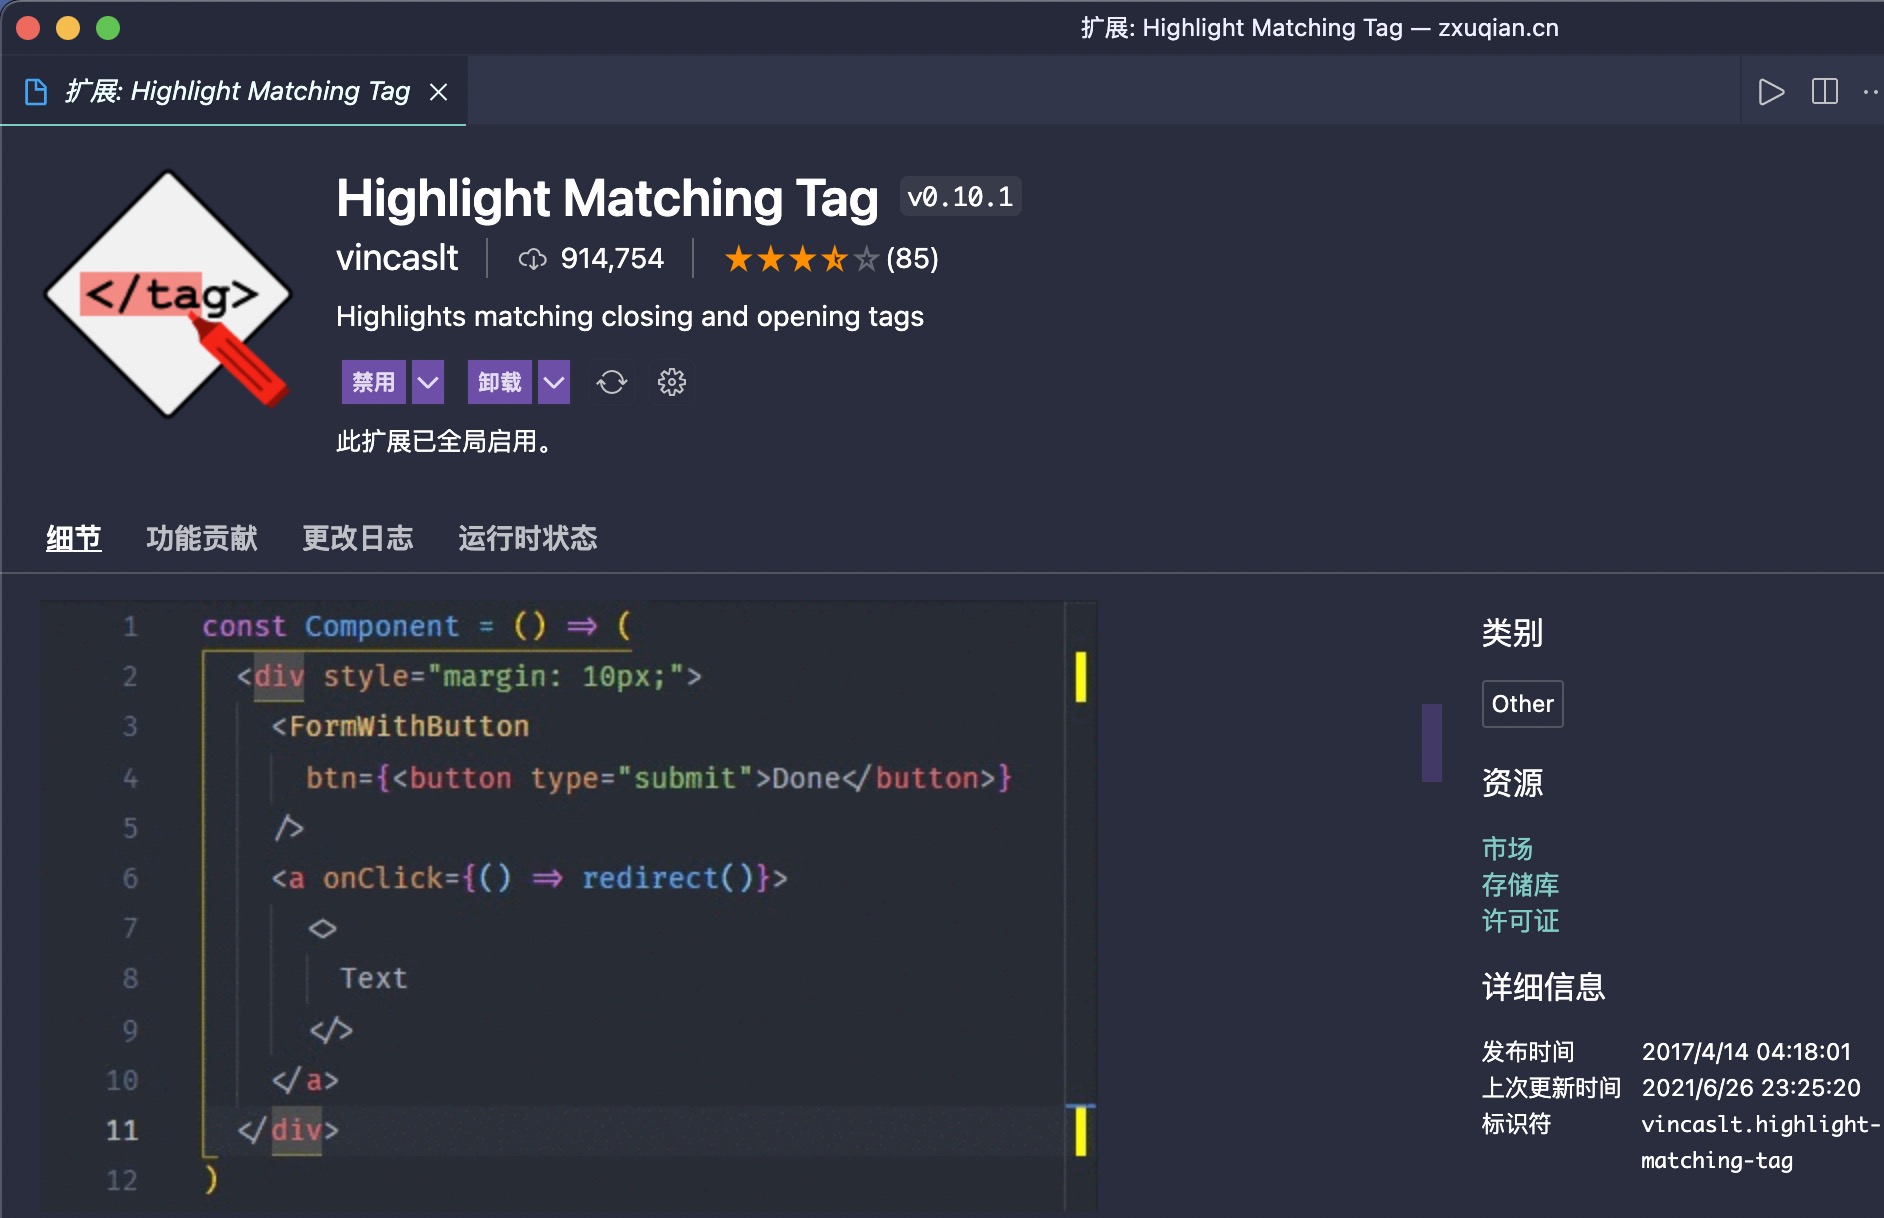 扩展: Highlight Matching Tag — zxuqian.cn
扩展: Highlight Matching Tag
</tag>
Highlight Matching Tag v0.10.1
vincaslt 914,754 (85)
Highlights matching closing and opening tags
禁用 卸载
此扩展已全局启用。
细节 功能贡献 更改日志 运行时状态
1 const Component = () => (
2 <div style="margin: 10px;">
3 <FormWithButton
4 btn={<button type="submit">Done</button>}
5 />
6 <a onClick={() => redirect()}>
7 <>
8 Text
9 </>
10 </a>
11 </div>
12 )
类别
Other
资源
市场
存储库
许可证
详细信息
发布时间 2017/4/14 04:18:01
上次更新时间 2021/6/26 23:25:20
标识符 vincaslt.highlight-
matching-tag